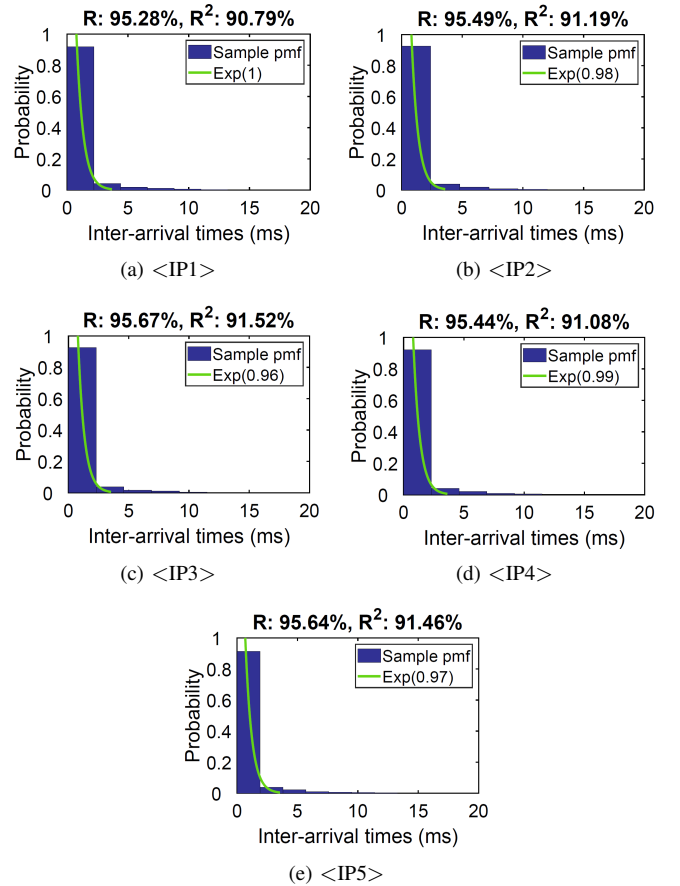 R: 95.28%, R²: 90.79%
Probability
1
0.8
0.6
0.4
0.2
0
Sample pmf
Exp(1)
0 5 10 15 20
Inter-arrival times (ms)
(a) <IP1>
R: 95.49%, R²: 91.19%
Probability
1
0.8
0.6
0.4
0.2
0
Sample pmf
Exp(0.98)
0 5 10 15 20
Inter-arrival times (ms)
(b) <IP2>
R: 95.67%, R²: 91.52%
Probability
1
0.8
0.6
0.4
0.2
0
Sample pmf
Exp(0.96)
0 5 10 15 20
Inter-arrival times (ms)
(c) <IP3>
R: 95.44%, R²: 91.08%
Probability
1
0.8
0.6
0.4
0.2
0
Sample pmf
Exp(0.99)
0 5 10 15 20
Inter-arrival times (ms)
(d) <IP4>
R: 95.64%, R²: 91.46%
Probability
1
0.8
0.6
0.4
0.2
0
Sample pmf
Exp(0.97)
0 5 10 15 20
Inter-arrival times (ms)
(e) <IP5>